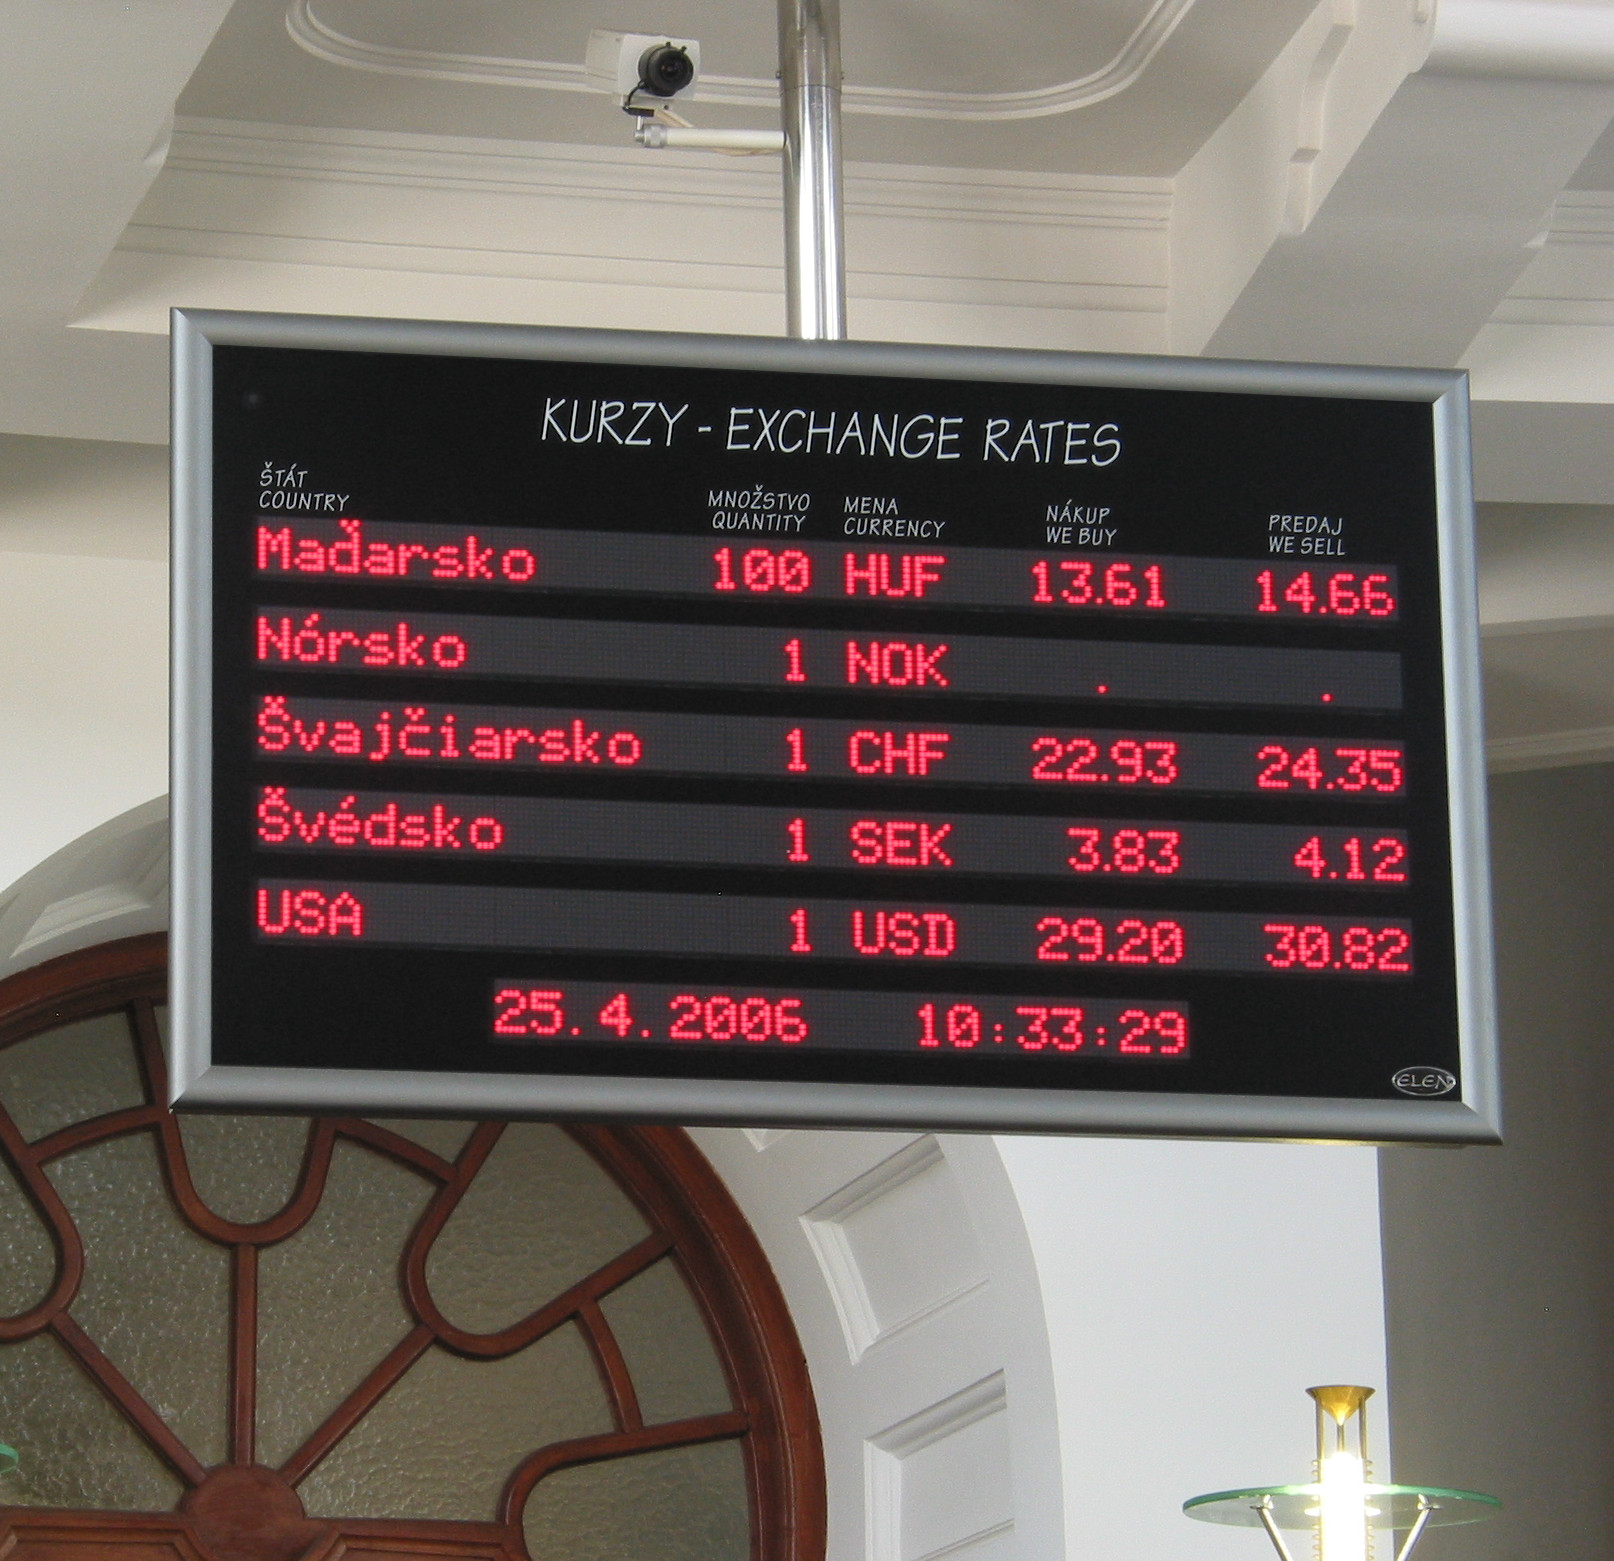 KURZY - EXCHANGE RATES
ŠTÁT MNOŽSTVO MENA NÁKUP PREDAJ
COUNTRY QUANTITY CURRENCY WE BUY WE SELL
Maďarsko 100 HUF 13.61 14.66
Nórsko 1 NOK . .
Švajčiarsko 1 CHF 22.93 24.35
Švédsko 1 SEK 3.83 4.12
USA 1 USD 29.20 30.82
25.4.2006 10:33:29
ELEN